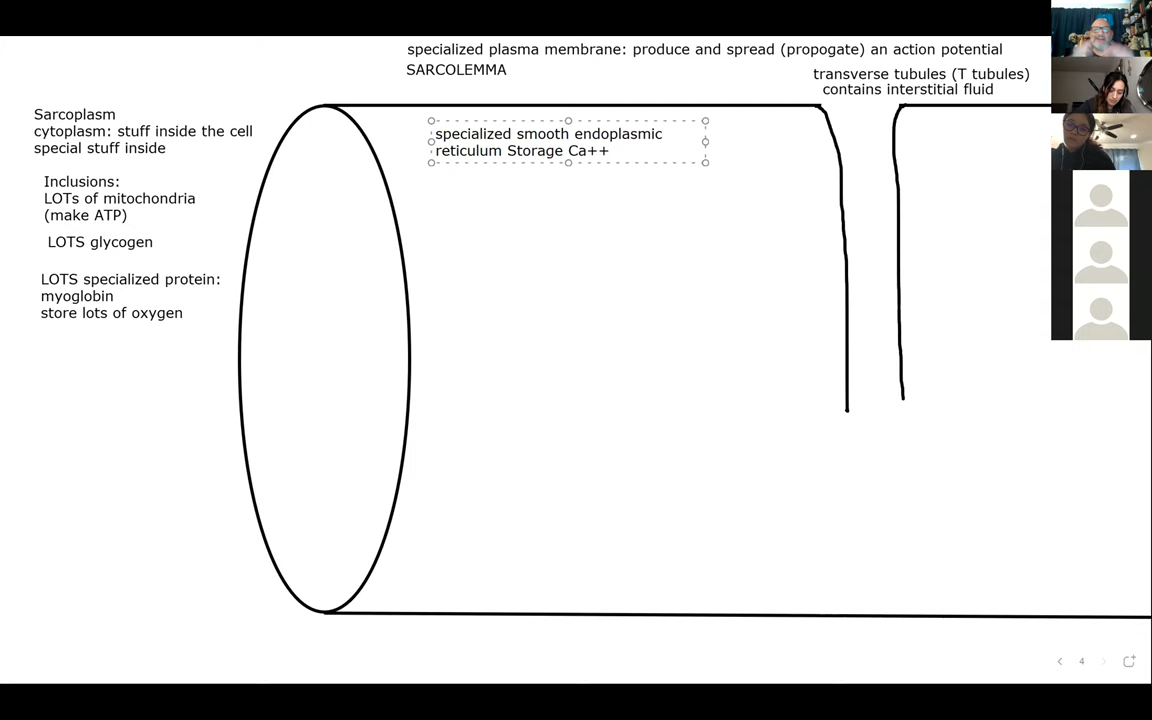 specialized plasma membrane: produce and spread (propogate) an action potential
SARCOLEMMA
transverse tubules (T tubules)
contains interstitial fluid
Sarcoplasm
cytoplasm: stuff inside the cell
special stuff inside
specialized smooth endoplasmic
reticulum Storage Ca++
Inclusions:
LOTs of mitochondria
(make ATP)
LOTS glycogen
LOTS specialized protein:
myoglobin
store lots of oxygen
4